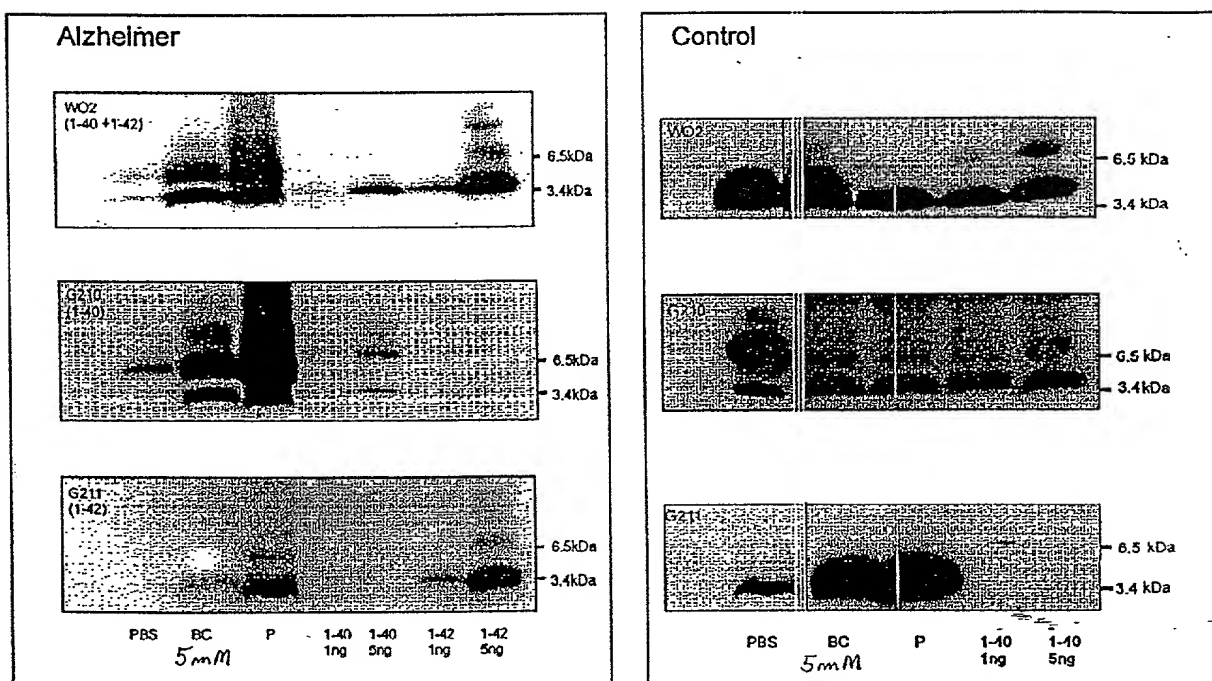 Alzheimer
WO2
(1-40 +1-42)
6.5kDa
3.4kDa
G210
(1-40)
6.5kDa
3.4kDa
G211
(1-42)
6.5kDa
3.4kDa
PBS BC P 1-40 1-40 1-42 1-42
5mM 1ng 5ng 1ng 5ng
Control
WO2
6.5 kDa
3.4 kDa
G210
6.5 kDa
3.4 kDa
G211
6.5 kDa
3.4 kDa
PBS BC P 1-40 1-40
5mM 1ng 5ng